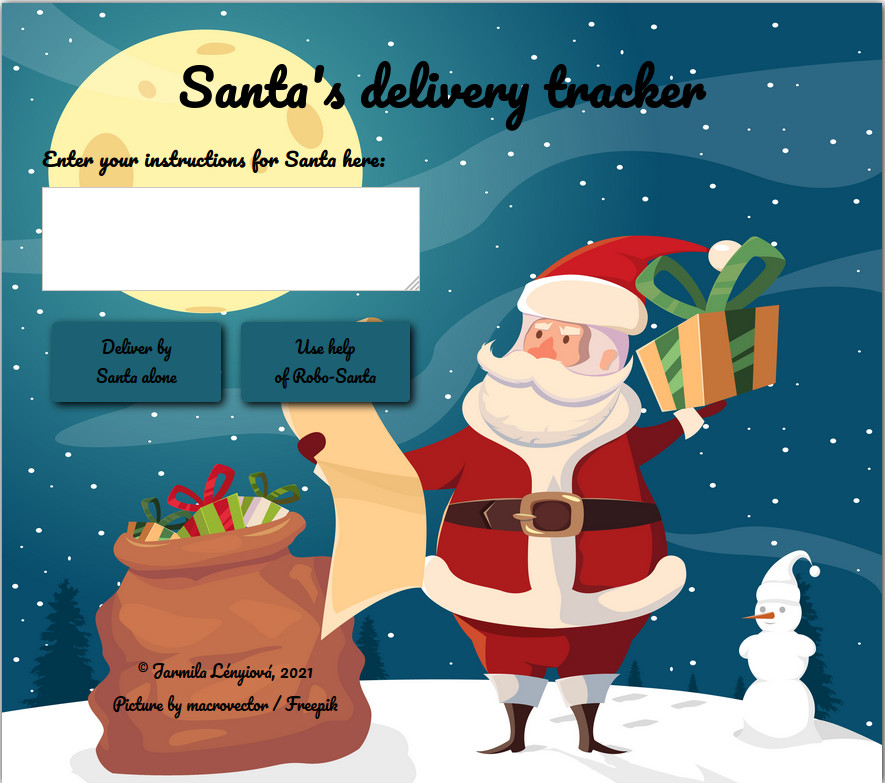 Santa's delivery tracker
Enter your instructions for Santa here:
Deliver by
Santa alone
Use help
of Robo-Santa
© Jarmila Lényiová, 2021
Picture by macrovector / Freepik